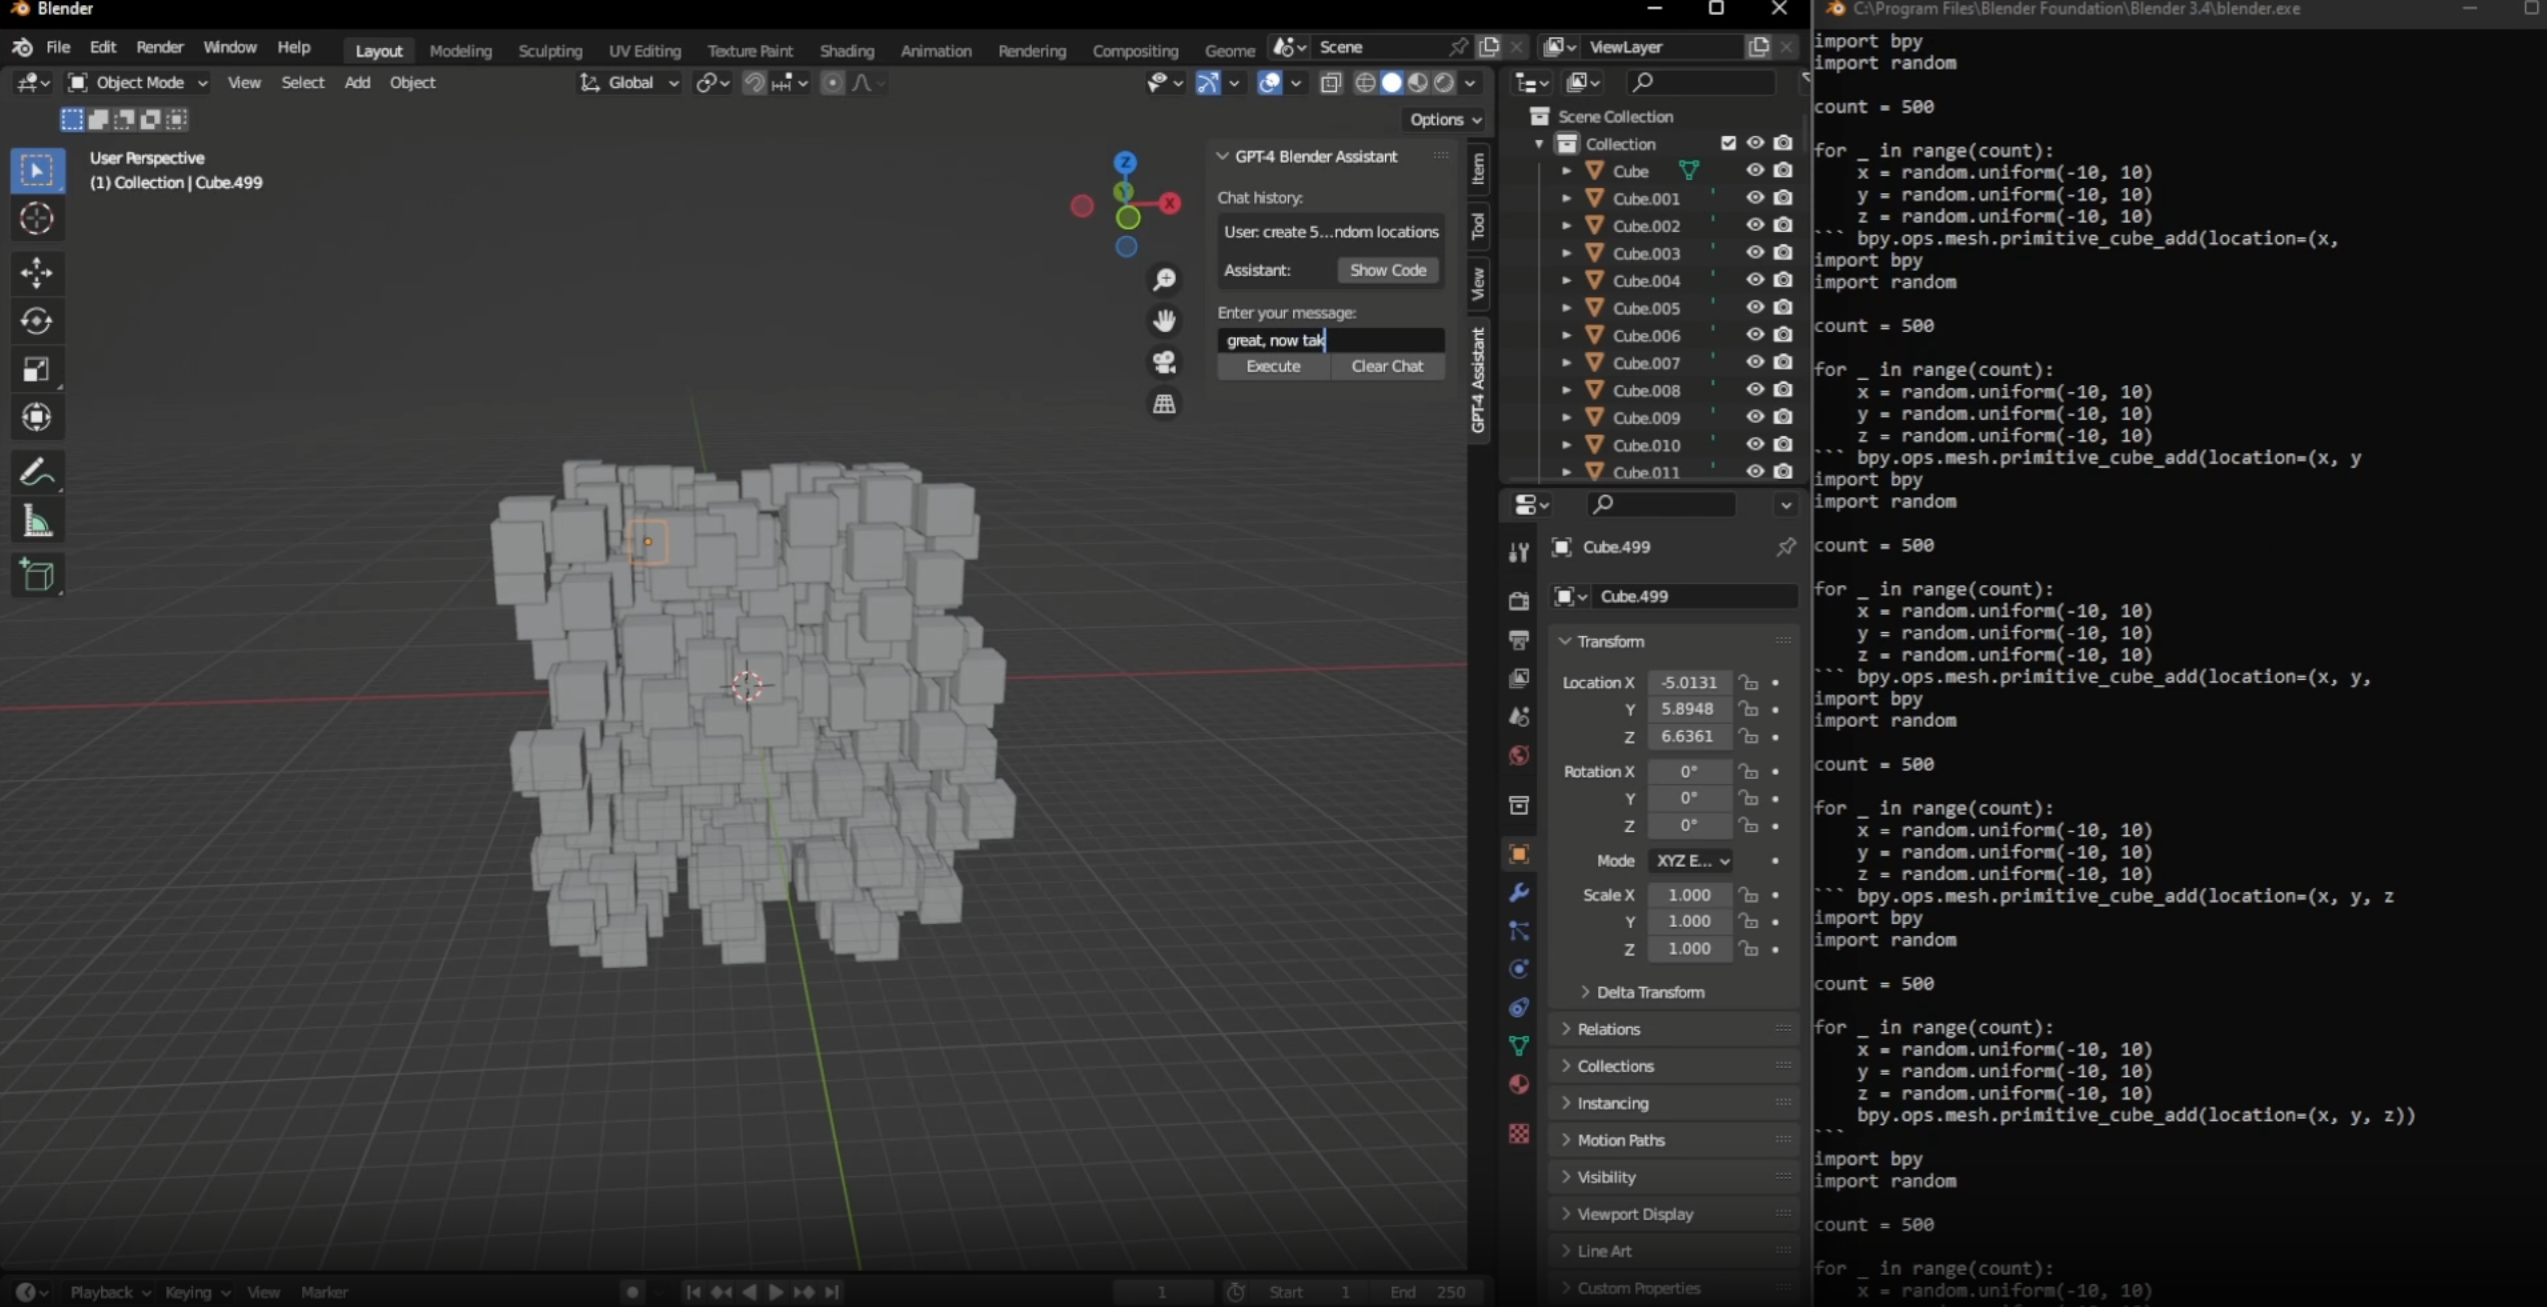 Blender
File Edit Render Window Help
Layout Modeling Sculpting UV Editing Texture Paint Shading Animation Rendering Compositing Geome
Scene
ViewLayer
Object Mode View Select Add Object
Global
Options
User Perspective
(1) Collection | Cube.499
Z
X
GPT-4 Blender Assistant
Chat history:
User: create 5...ndom locations
Assistant: Show Code
Enter your message:
great, now tak
Execute Clear Chat
Item
Tool
View
GPT-4 Assistant
Scene Collection
Collection
Cube
Cube.001
Cube.002
Cube.003
Cube.004
Cube.005
Cube.006
Cube.007
Cube.008
Cube.009
Cube.010
Cube.011
Cube.499
Cube.499
Transform
Location X -5.0131
Y 5.8948
Z 6.6361
Rotation X 0°
Y 0°
Z 0°
Mode XYZ E...
Scale X 1.000
Y 1.000
Z 1.000
Delta Transform
Relations
Collections
Instancing
Motion Paths
Visibility
Viewport Display
Line Art
Custom Properties
Playback Keying View Marker
1
Start 1 End 250
C:\Program Files\Blender Foundation\Blender 3.4\blender.exe
import bpy
import random
count = 500
for _ in range(count):
x = random.uniform(-10, 10)
y = random.uniform(-10, 10)
z = random.uniform(-10, 10)
``` bpy.ops.mesh.primitive_cube_add(location=(x,
import bpy
import random
count = 500
for _ in range(count):
x = random.uniform(-10, 10)
y = random.uniform(-10, 10)
z = random.uniform(-10, 10)
``` bpy.ops.mesh.primitive_cube_add(location=(x, y
import bpy
import random
count = 500
for _ in range(count):
x = random.uniform(-10, 10)
y = random.uniform(-10, 10)
z = random.uniform(-10, 10)
``` bpy.ops.mesh.primitive_cube_add(location=(x, y,
import bpy
import random
count = 500
for _ in range(count):
x = random.uniform(-10, 10)
y = random.uniform(-10, 10)
z = random.uniform(-10, 10)
``` bpy.ops.mesh.primitive_cube_add(location=(x, y, z
import bpy
import random
count = 500
for _ in range(count):
x = random.uniform(-10, 10)
y = random.uniform(-10, 10)
z = random.uniform(-10, 10)
bpy.ops.mesh.primitive_cube_add(location=(x, y, z))
```
import bpy
import random
count = 500
for _ in range(count):
x = random.uniform(-10, 10)